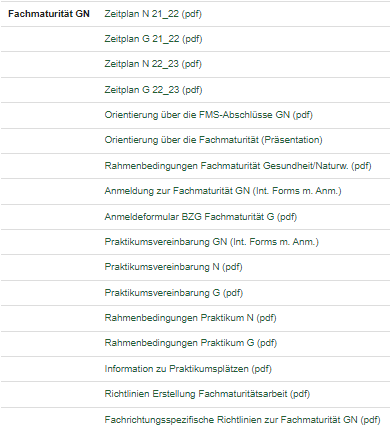 Fachmaturität GN Zeitplan N 21_22 (pdf)
Zeitplan G 21_22 (pdf)
Zeitplan N 22_23 (pdf)
Zeitplan G 22_23 (pdf)
Orientierung über die FMS-Abschlüsse GN (pdf)
Orientierung über die Fachmaturität (Präsentation)
Rahmenbedingungen Fachmaturität Gesundheit/Naturw. (pdf)
Anmeldung zur Fachmaturität GN (Int. Forms m. Anm.)
Anmeldeformular BZG Fachmaturität G (pdf)
Praktikumsvereinbarung GN (Int. Forms m. Anm.)
Praktikumsvereinbarung N (pdf)
Praktikumsvereinbarung G (pdf)
Rahmenbedingungen Praktikum N (pdf)
Rahmenbedingungen Praktikum G (pdf)
Information zu Praktikumsplätzen (pdf)
Richtlinien Erstellung Fachmaturitätsarbeit (pdf)
Fachrichtungsspezifische Richtlinien zur Fachmaturität GN (pdf)